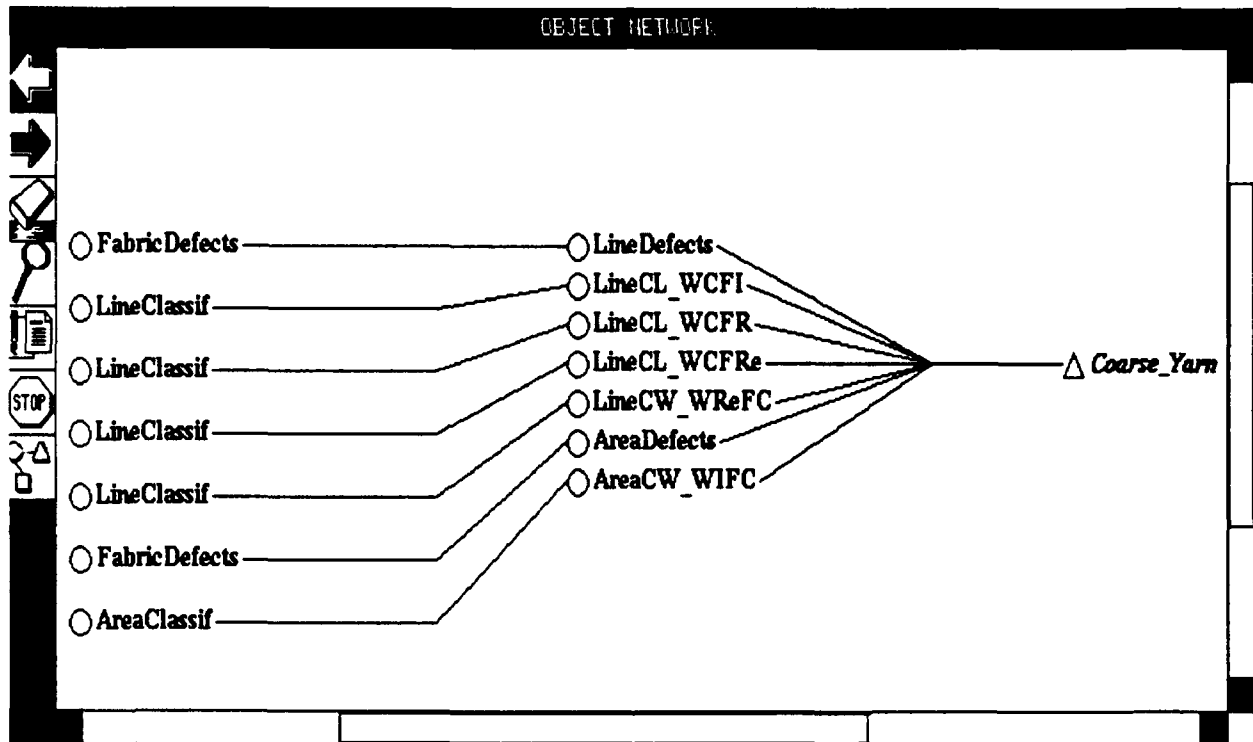 OBJECT NETWORK
FabricDefects
LineClassif
LineClassif
LineClassif
LineClassif
FabricDefects
AreaClassif
LineDefects
LineCL_WCFI
LineCL_WCFR
LineCL_WCFRe
LineCW_WReFC
AreaDefects
AreaCW_WIFC
Coarse_Yarn
STOP